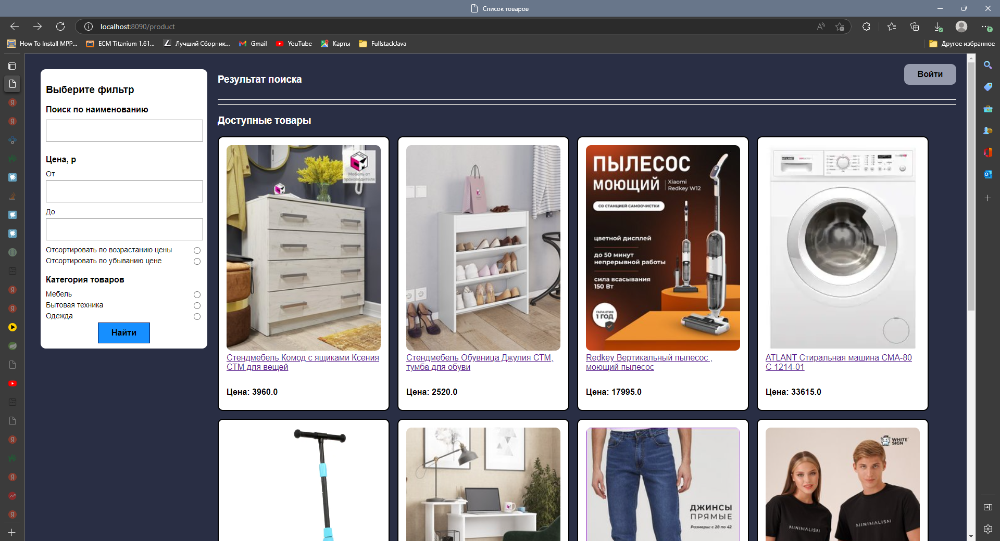 Список товаров
localhost:8090/product
How To Install MPP...
ECM Titanium 1.61...
Лучший Сборник...
Gmail
YouTube
Карты
FullstackJava
Другое избранное
Выберите фильтр
Поиск по наименованию
Цена, р
От
До
Отсортировать по возрастанию цены
Отсортировать по убыванию цене
Категория товаров
Мебель
Бытовая техника
Одежда
Найти
Результат поиска
Войти
Доступные товары
Мебель от
производителя
Стендмебель Комод с ящиками Ксения
СТМ для вещей
Цена: 3960.0
Стендмебель Обувница Джулия СТМ,
тумба для обуви
Цена: 2520.0
ПЫЛЕСОС
МОЮЩИЙ
Xiaomi
Redkey W12
СО СТАНЦИЕЙ САМООЧИСТКИ
цветной дисплей
до 50 минут
непрерывной работы
сила всасывания
150 Вт
ГАРАНТИЯ
1 ГОД
Redkey Вертикальный пылесос ,
моющий пылесос
Цена: 17995.0
ATLANT
ATLANT Стиральная машина СМА-80
С 1214-01
Цена: 33615.0
ДЖИНСЫ
ПРЯМЫЕ
Размеры: с 28 по 42
WHITE
SIGN
MINIMALISM
MINIMALISM